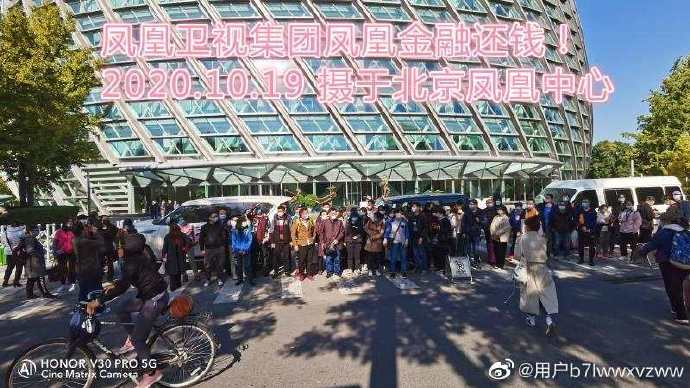 凤凰卫视集团凤凰金融还钱！
2020.10.19 摄于北京凤凰中心
AI HONOR V30 PRO 5G
Cine Matrix Camera
@用户b7lwwxvzww